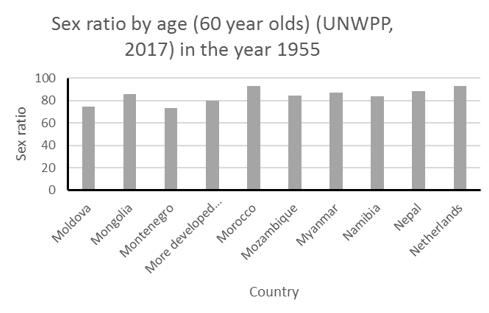 Sex ratio by age (60 year olds) (UNWPP,
2017) in the year 1955
100
80
60
40
20
0
Sex ratio
Moldova
Mongolia
Montenegro
More developed...
Morocco
Mozambique
Myanmar
Namibia
Nepal
Netherlands
Country